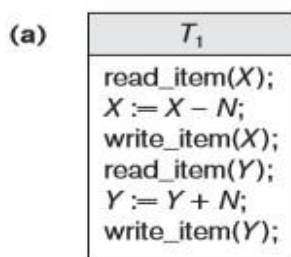 (a)
T1
read_item(X);
X := X – N;
write_item(X);
read_item(Y);
Y := Y + N;
write_item(Y);